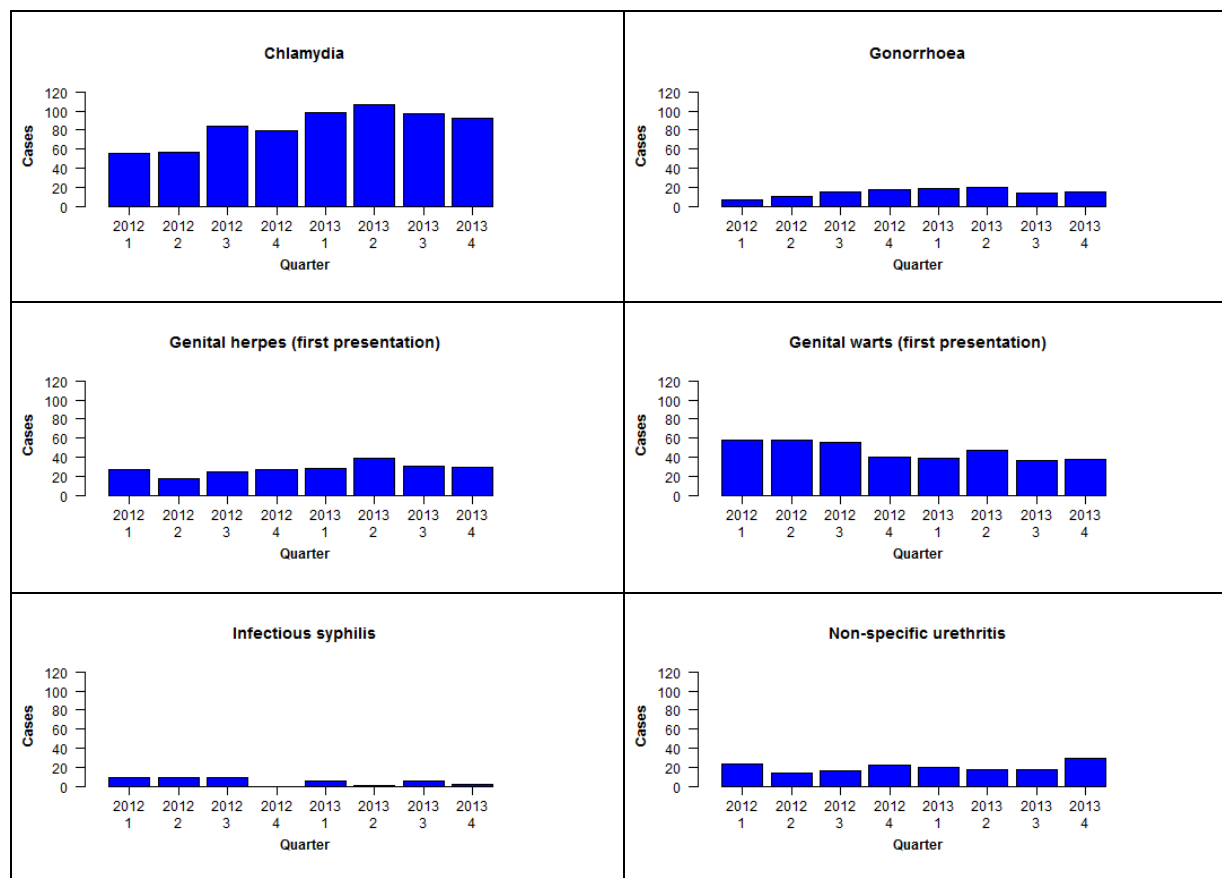 Chlamydia
120
100
80
60
40
20
0
Cases
2012 2012 2012 2012 2013 2013 2013 2013
1 2 3 4 1 2 3 4
Quarter
Gonorrhoea
120
100
80
60
40
20
0
Cases
2012 2012 2012 2012 2013 2013 2013 2013
1 2 3 4 1 2 3 4
Quarter
Genital herpes (first presentation)
120
100
80
60
40
20
0
Cases
2012 2012 2012 2012 2013 2013 2013 2013
1 2 3 4 1 2 3 4
Quarter
Genital warts (first presentation)
120
100
80
60
40
20
0
Cases
2012 2012 2012 2012 2013 2013 2013 2013
1 2 3 4 1 2 3 4
Quarter
Infectious syphilis
120
100
80
60
40
20
0
Cases
2012 2012 2012 2012 2013 2013 2013 2013
1 2 3 4 1 2 3 4
Quarter
Non-specific urethritis
120
100
80
60
40
20
0
Cases
2012 2012 2012 2012 2013 2013 2013 2013
1 2 3 4 1 2 3 4
Quarter